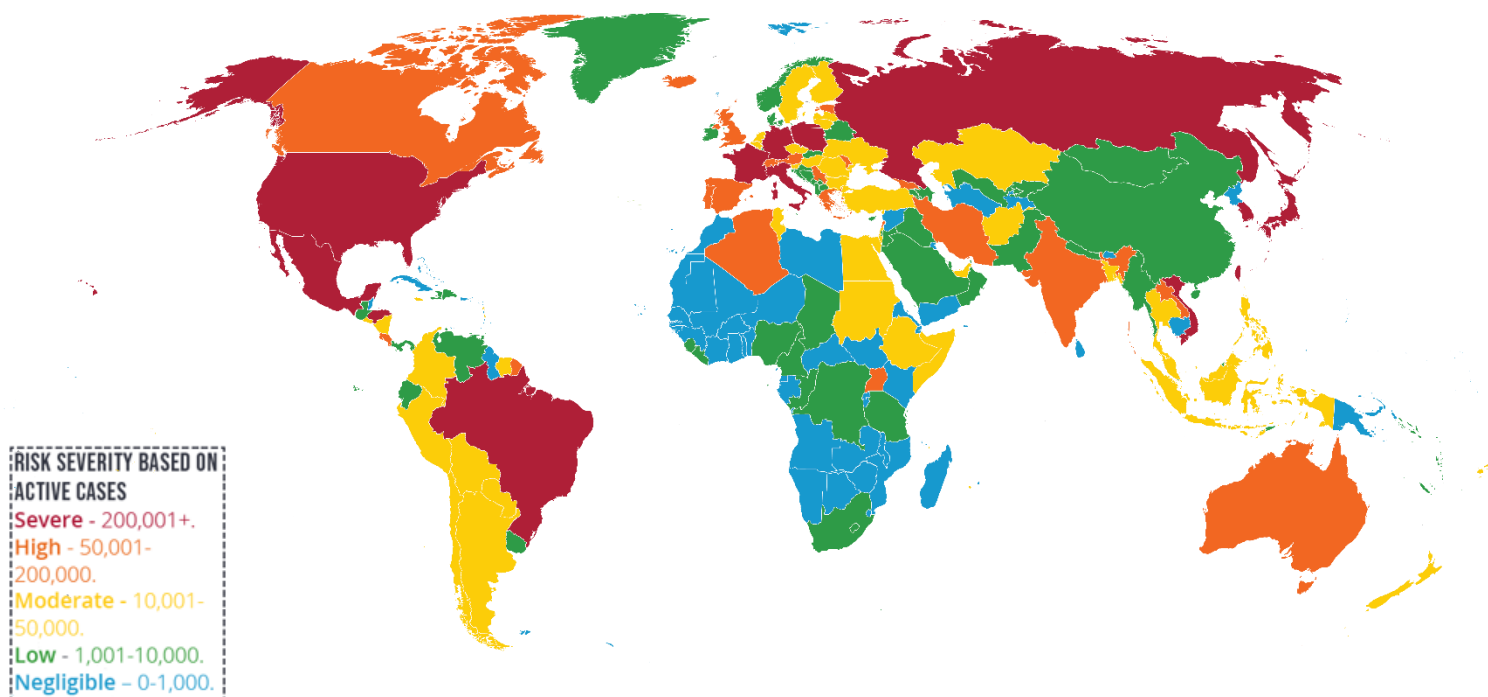 RISK SEVERITY BASED ON
ACTIVE CASES
Severe - 200,001+.
High - 50,001-
200,000.
Moderate - 10,001-
50,000.
Low - 1,001-10,000.
Negligible – 0-1,000.